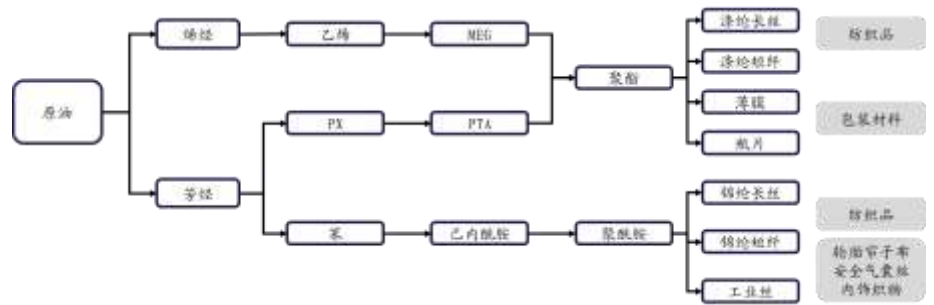 原油
烯烃
芳烃
乙烯
PX
苯
MEG
PTA
己内酰胺
聚酯
聚酰胺
涤纶长丝
涤纶短纤
薄膜
瓶片
锦纶长丝
锦纶短纤
工业丝
纺织品
包装材料
纺织品
轮胎帘子布
安全气囊丝
内饰织物